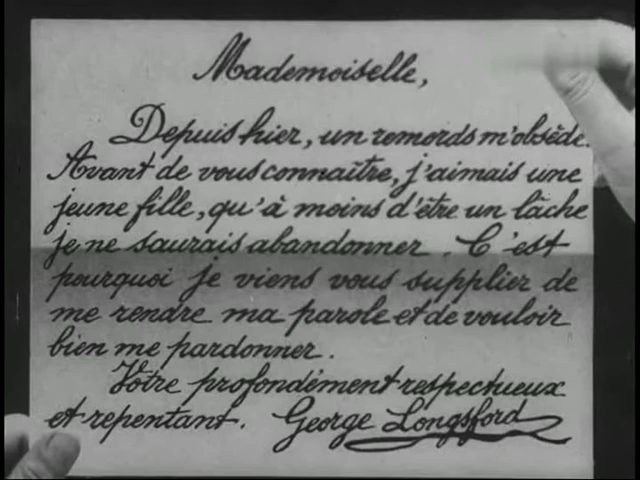 Mademoiselle,
Depuis hier, un remords m'obsède.
Avant de vous connaître, j'aimais une
jeune fille, qu'à moins d'être un lâche
je ne saurais abandonner. C'est
pourquoi je viens vous supplier de
me rendre ma parole et de vouloir
bien me pardonner.
Votre profondément respectueux
et repentant. George Longsford